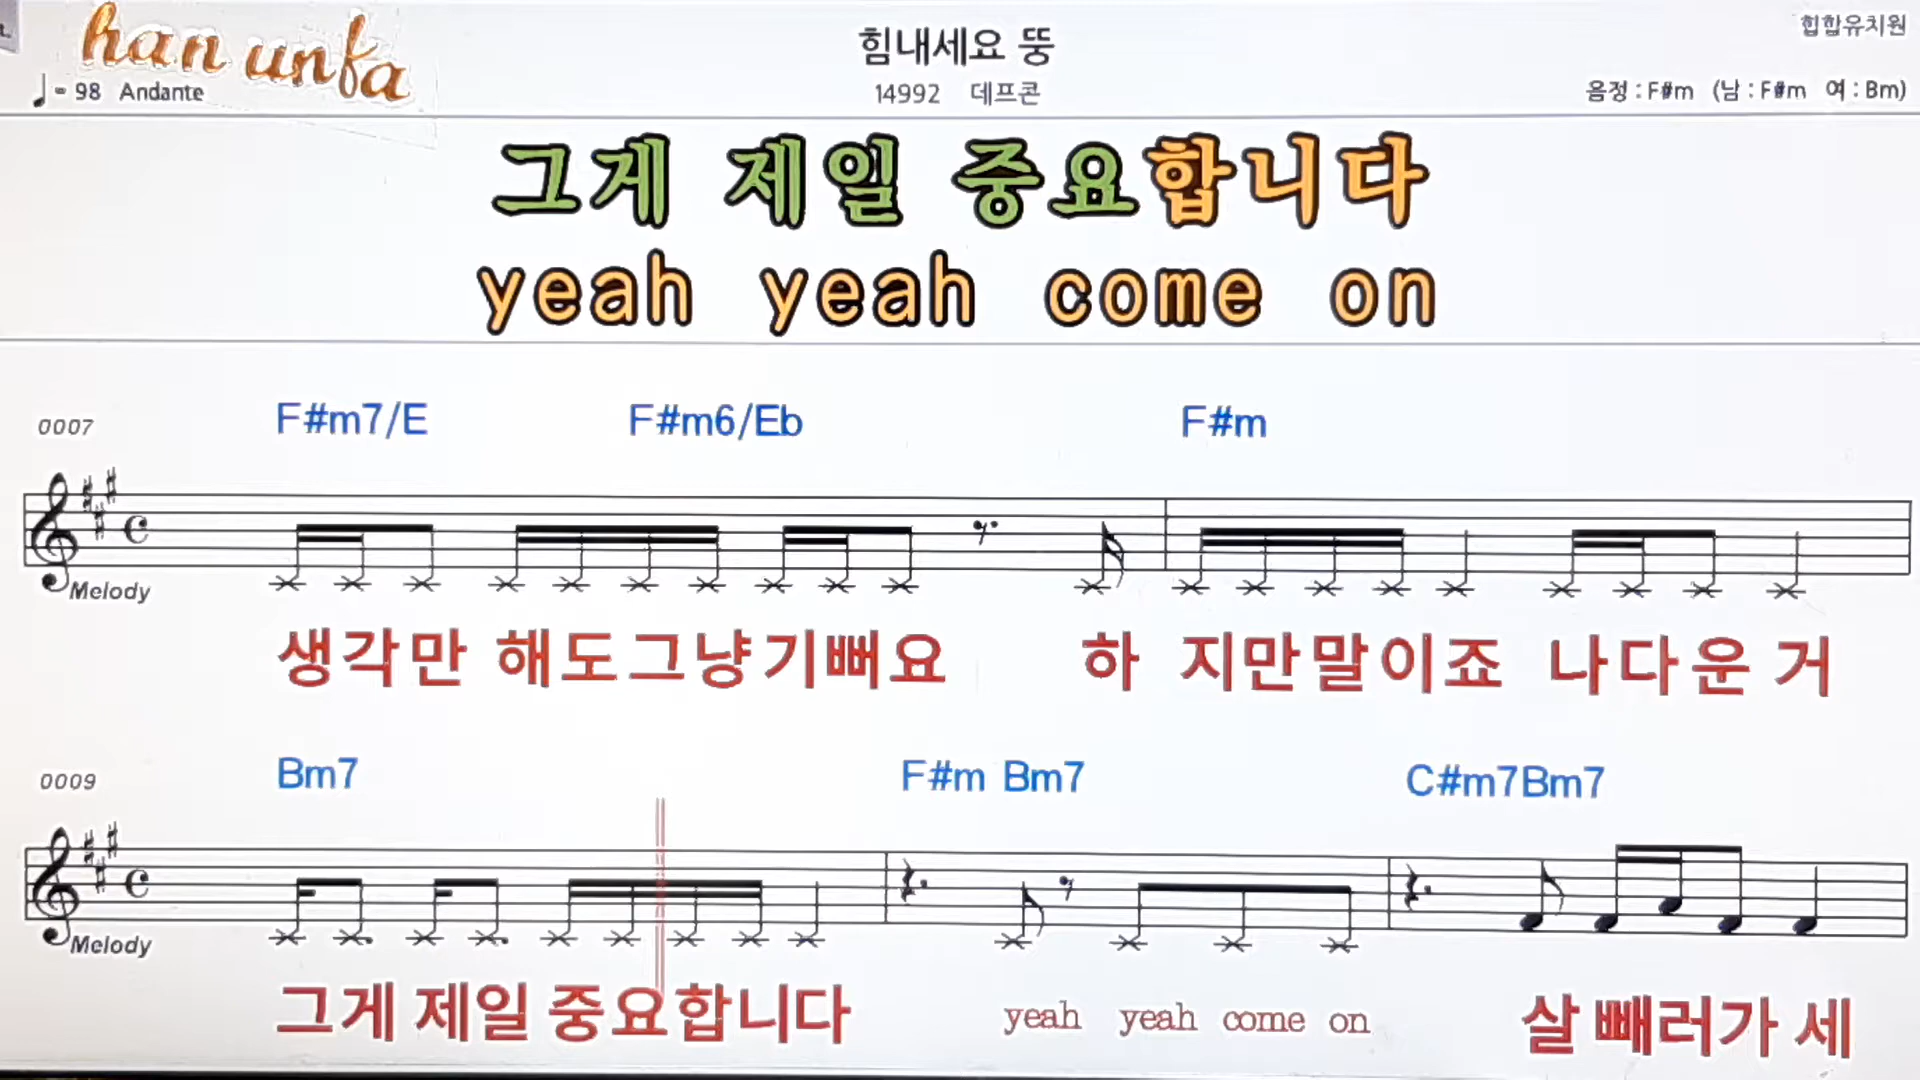 han unfa
힙합유치원
힘내세요 뚱
♩= 98 Andante
14992 데프콘
음정 : F#m (남 : F#m 여 : Bm)
그게 제일 중요합니다
yeah yeah come on
0007 F#m7/E F#m6/Eb F#m
Melody
생각만 해도그냥기뻐요 하 지만말이죠 나다운 거
0009 Bm7 F#m Bm7 C#m7Bm7
Melody
그게 제일 중요합니다 yeah yeah come on 살 빼러가 세